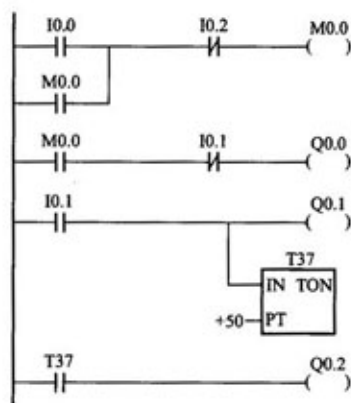 I0.0 I0.2 M0.0
M0.0
M0.0 I0.1 Q0.0
I0.1 Q0.1
T37
IN TON
+50 PT
T37 Q0.2